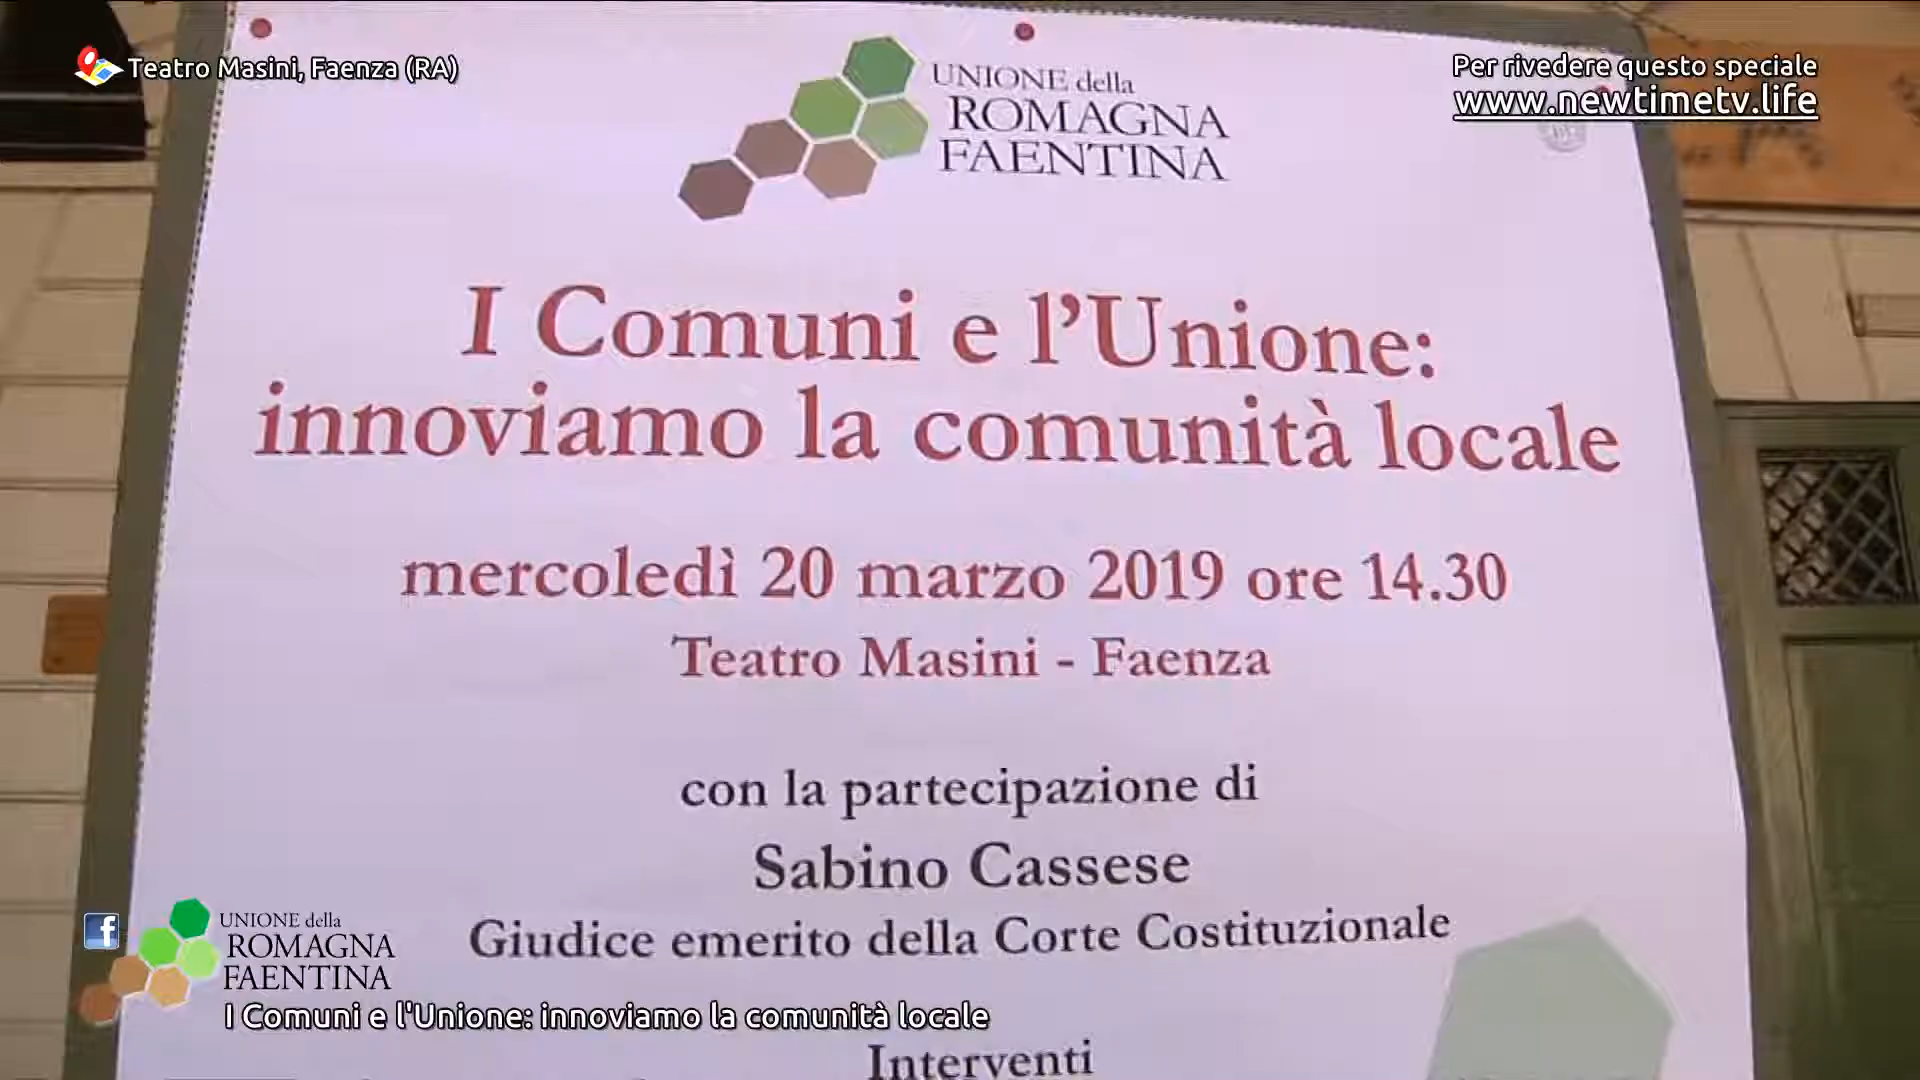 Teatro Masini, Faenza (RA)
Per rivedere questo speciale
www.newtimetv.life
UNIONE della
ROMAGNA
FAENTINA
I Comuni e l'Unione:
innoviamo la comunità locale
mercoledì 20 marzo 2019 ore 14.30
Teatro Masini - Faenza
con la partecipazione di
Sabino Cassese
Giudice emerito della Corte Costituzionale
f
UNIONE della
ROMAGNA
FAENTINA
I Comuni e l'Unione: innoviamo la comunità locale
Interventi